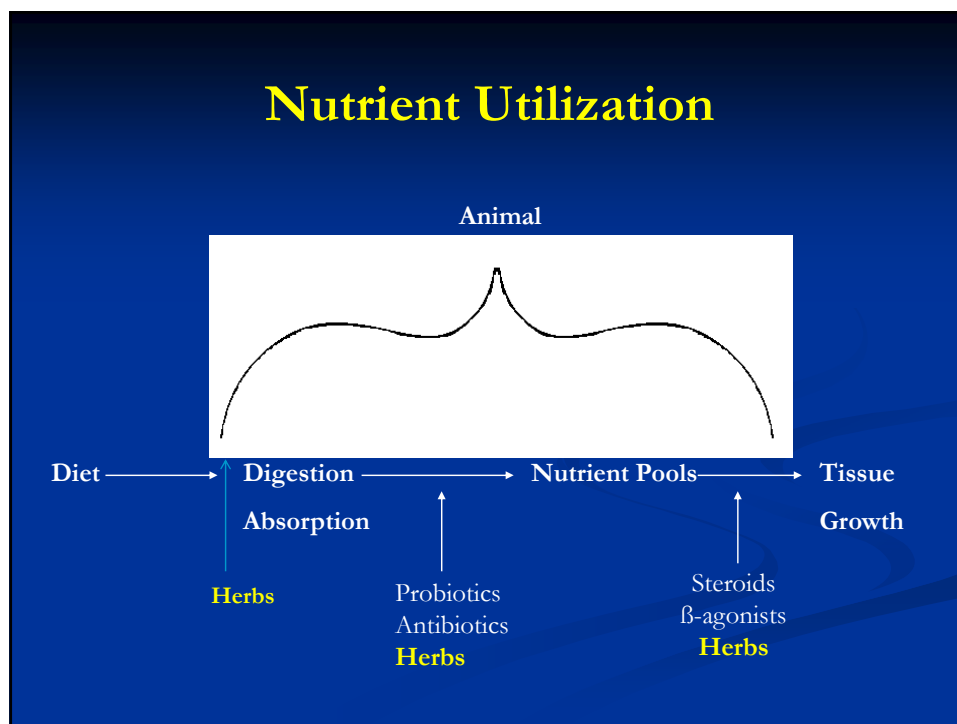 Nutrient Utilization
Animal
Diet Digestion Nutrient Pools Tissue
Absorption Growth
Herbs
Probiotics
Antibiotics
Herbs
Steroids
ß-agonists
Herbs